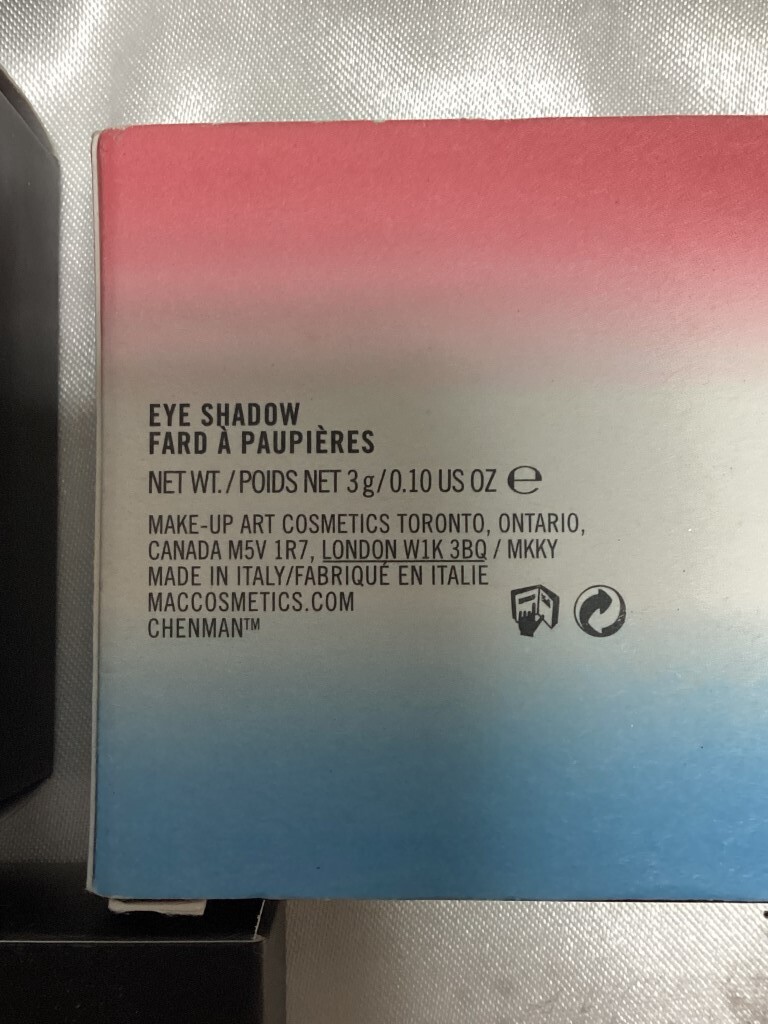 EYE SHADOW
FARD À PAUPIÈRES
NET WT./POIDS NET 3 g/0.10 US OZ ℮
MAKE-UP ART COSMETICS TORONTO, ONTARIO,
CANADA M5V 1R7, LONDON W1K 3BQ / MKKY
MADE IN ITALY/FABRIQUÉ EN ITALIE
MACCOSMETICS.COM
CHENMAN™